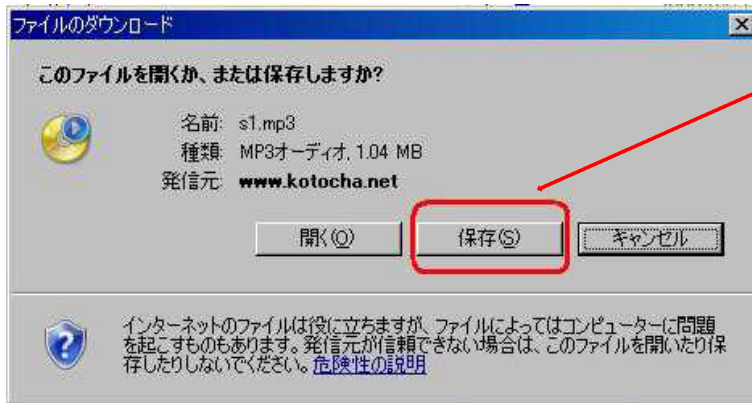 ファイルのダウンロード
このファイルを開くか、または保存しますか?
名前: s1.mp3
種類: MP3オーディオ, 1.04 MB
発信元: www.kotocha.net
開く(O) 保存(S) キャンセル
インターネットのファイルは役に立ちますが、ファイルによってはコンピューターに問題
を起こすものもあります。発信元が信頼できない場合は、このファイルを開いたり保
存したりしないでください。危険性の説明